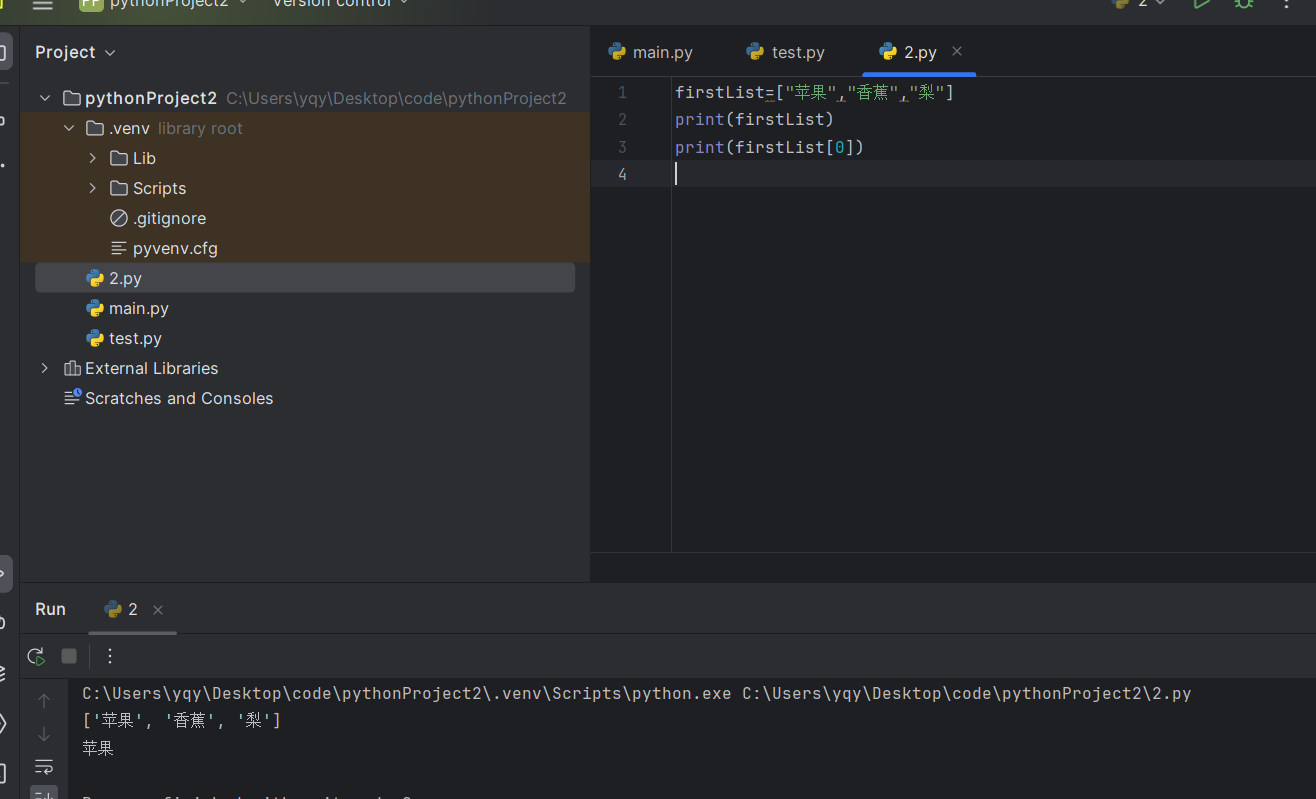 PP pythonProject2 Version control 2
Project
main.py test.py 2.py
pythonProject2 C:\Users\yqy\Desktop\code\pythonProject2
.venv library root
Lib
Scripts
.gitignore
pyvenv.cfg
2.py
main.py
test.py
External Libraries
Scratches and Consoles
1 firstList=["苹果","香蕉","梨"]
2 print(firstList)
3 print(firstList[0])
4
Run 2
C:\Users\yqy\Desktop\code\pythonProject2\.venv\Scripts\python.exe C:\Users\yqy\Desktop\code\pythonProject2\2.py
['苹果', '香蕉', '梨']
苹果